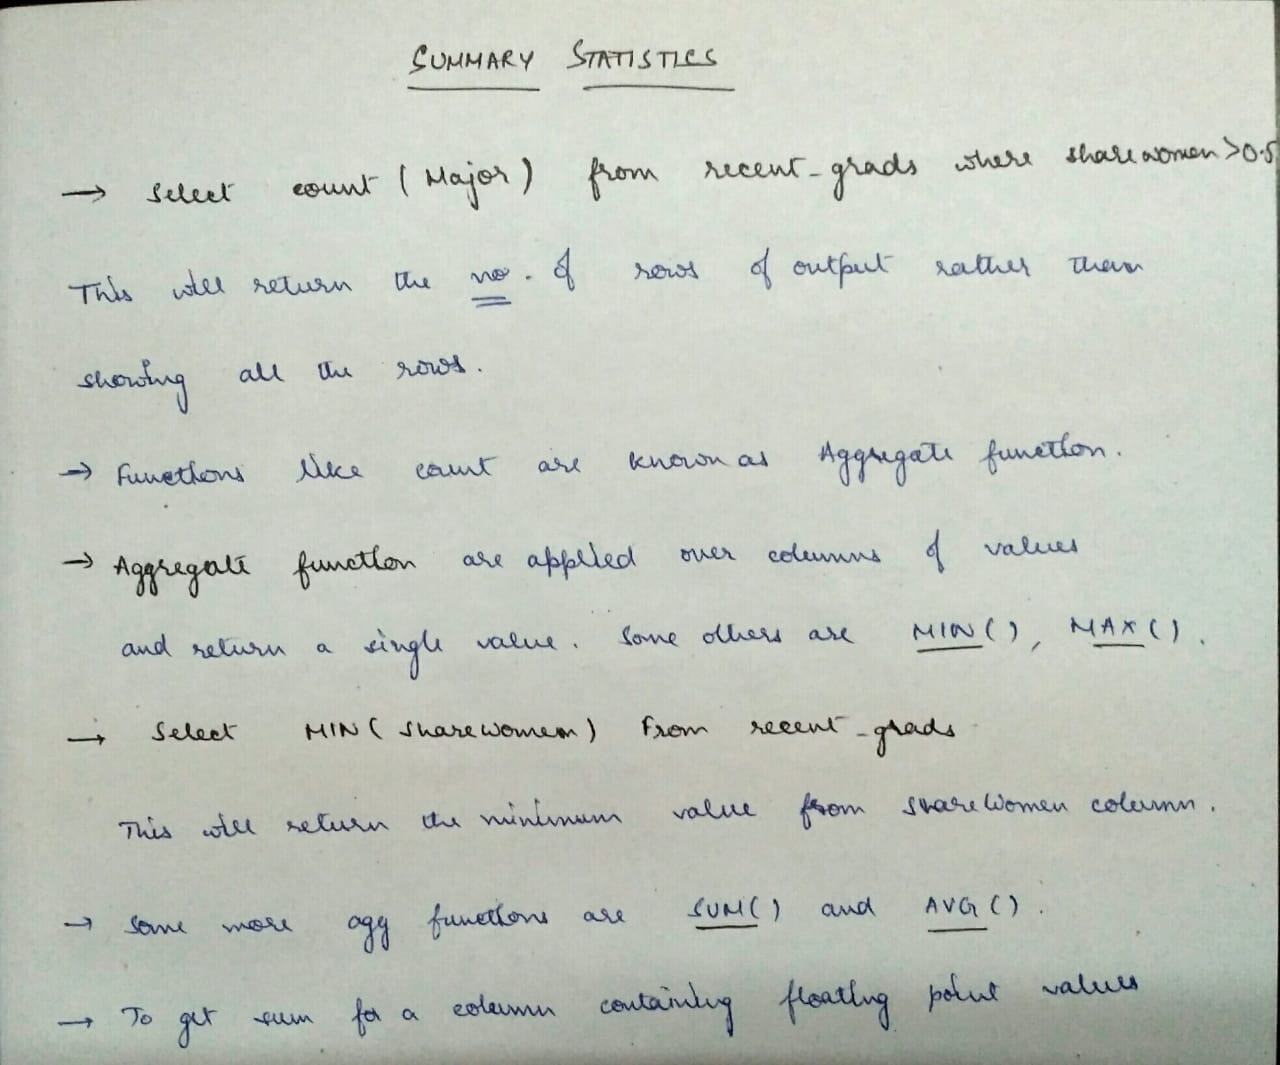 SUMMARY STATISTICS
→ Select count (Major) from recent_grads where sharewomen>0.5
This will return the no. of rows of output rather than
showing all the rows.
→ Functions like count are known as Aggregate function.
→ Aggregate function are applied over columns of values
and return a single value. Some others are MIN(), MAX().
→ Select MIN( Sharewomen) From recent_grads
This will return the minimum value from ShareWomen column.
→ Some more agg functions are SUM() and AVG().
→ To get sum for a column containing floating point values